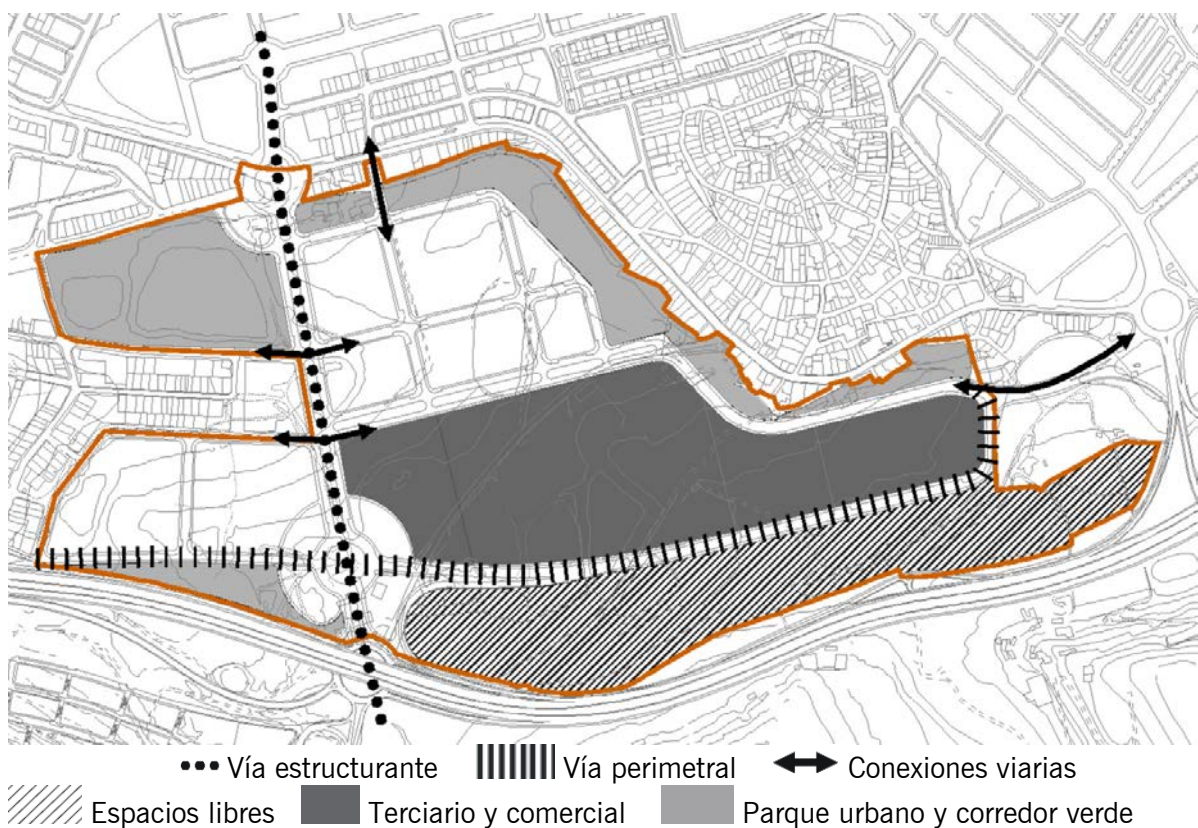 Vía estructurante Vía perimetral Conexiones viarias
Espacios libres Terciario y comercial Parque urbano y corredor verde